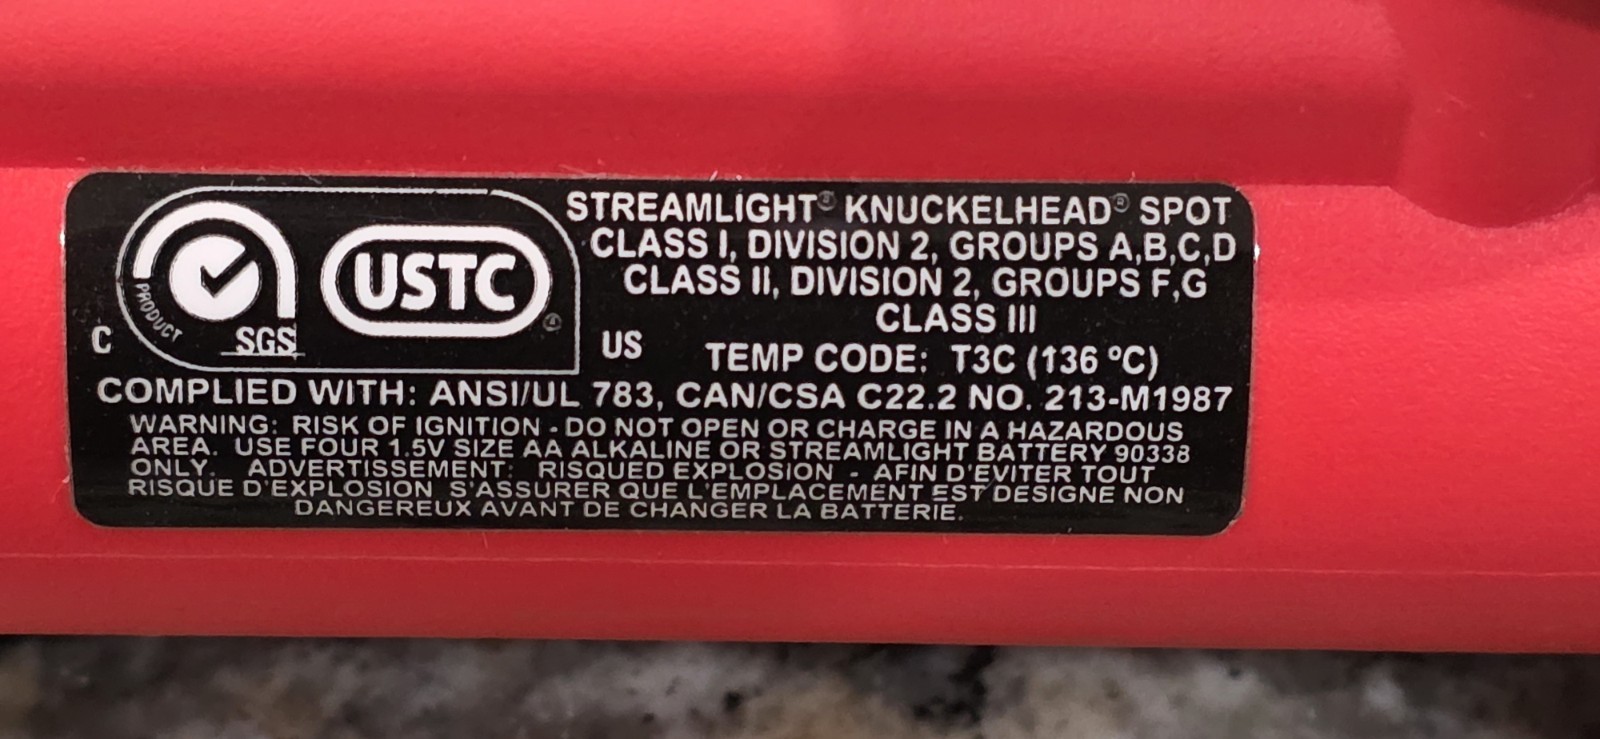 STREAMLIGHT® KNUCKELHEAD® SPOT
CLASS I, DIVISION 2, GROUPS A,B,C,D
CLASS II, DIVISION 2, GROUPS F,G
CLASS III
PRODUCT
SGS
USTC®
C US
TEMP CODE: T3C (136 ºC)
COMPLIED WITH: ANSI/UL 783, CAN/CSA C22.2 NO. 213-M1987
WARNING: RISK OF IGNITION - DO NOT OPEN OR CHARGE IN A HAZARDOUS
AREA. USE FOUR 1.5V SIZE AA ALKALINE OR STREAMLIGHT BATTERY 90338
ONLY. ADVERTISSEMENT: RISQUED EXPLOSION - AFIN D'EVITER TOUT
RISQUE D'EXPLOSION, S'ASSURER QUE L'EMPLACEMENT EST DESIGNE NON
DANGEREUX AVANT DE CHANGER LA BATTERIE.